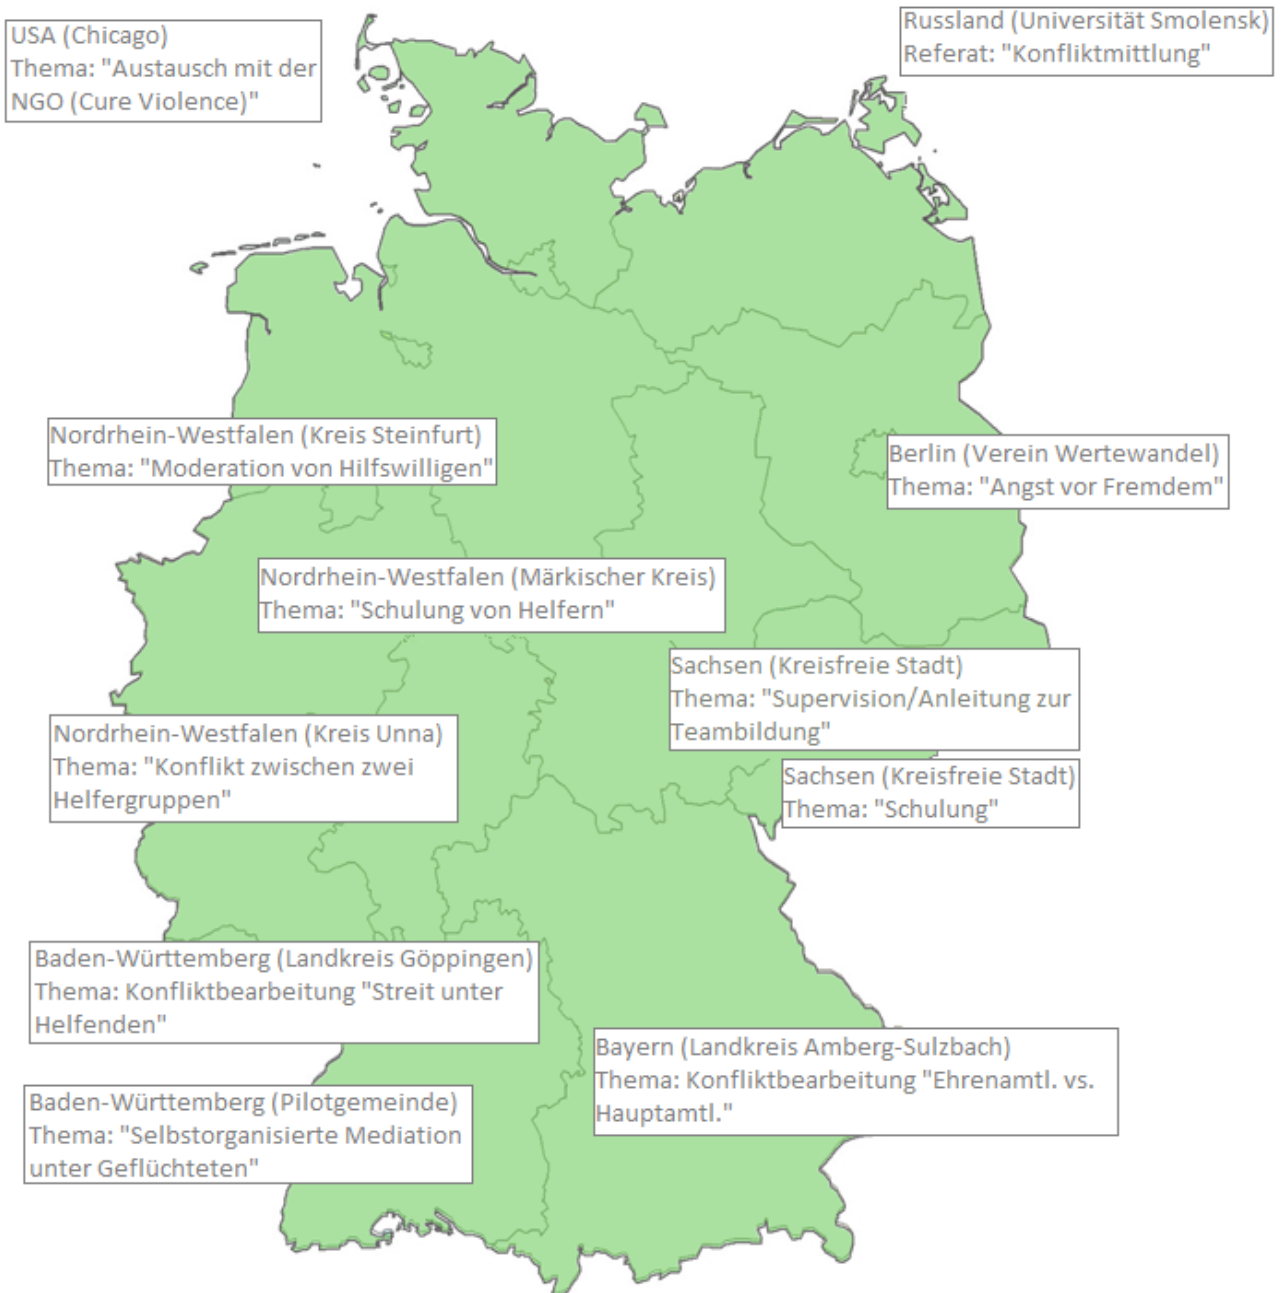 USA (Chicago)
Thema: "Austausch mit der
NGO (Cure Violence)"
Russland (Universität Smolensk)
Referat: "Konfliktmittlung"
Nordrhein-Westfalen (Kreis Steinfurt)
Thema: "Moderation von Hilfswilligen"
Berlin (Verein Wertewandel)
Thema: "Angst vor Fremdem"
Nordrhein-Westfalen (Märkischer Kreis)
Thema: "Schulung von Helfern"
Sachsen (Kreisfreie Stadt)
Thema: "Supervision/Anleitung zur
Teambildung"
Nordrhein-Westfalen (Kreis Unna)
Thema: "Konflikt zwischen zwei
Helfergruppen"
Sachsen (Kreisfreie Stadt)
Thema: "Schulung"
Baden-Württemberg (Landkreis Göppingen)
Thema: Konfliktbearbeitung "Streit unter
Helfenden"
Bayern (Landkreis Amberg-Sulzbach)
Thema: Konfliktbearbeitung "Ehrenamtl. vs.
Hauptamtl."
Baden-Württemberg (Pilotgemeinde)
Thema: "Selbstorganisierte Mediation
unter Geflüchteten"